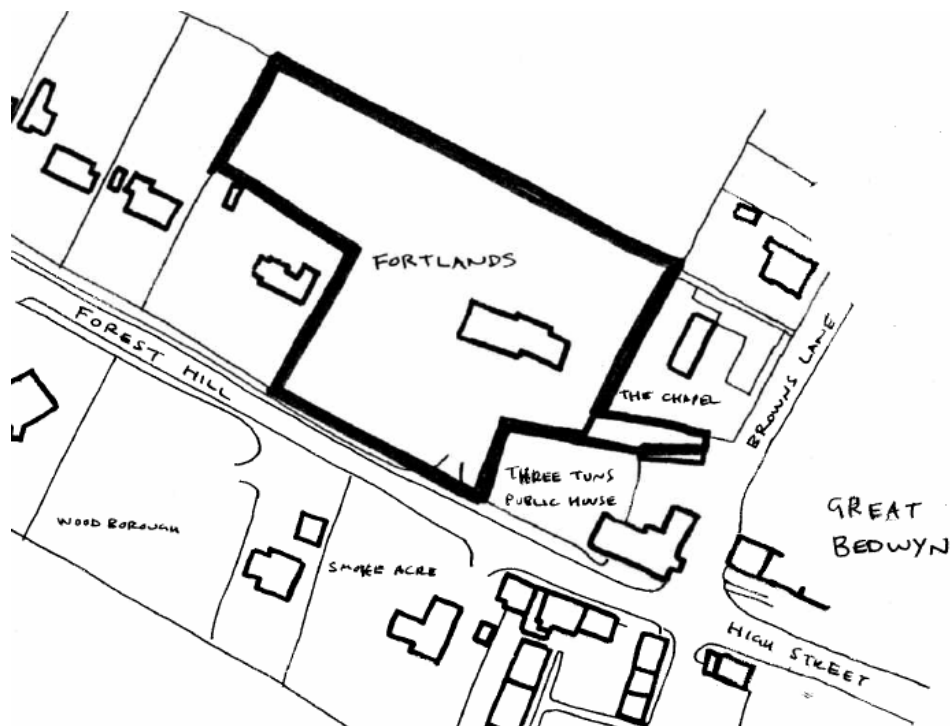 FORTLANDS
FOREST HILL
THE CHAPEL
BROWNS LANE
THREE TUNS
PUBLIC HOUSE
GREAT
BEDWYN
WOOD BOROUGH
SMOKE ACRE
HIGH STREET